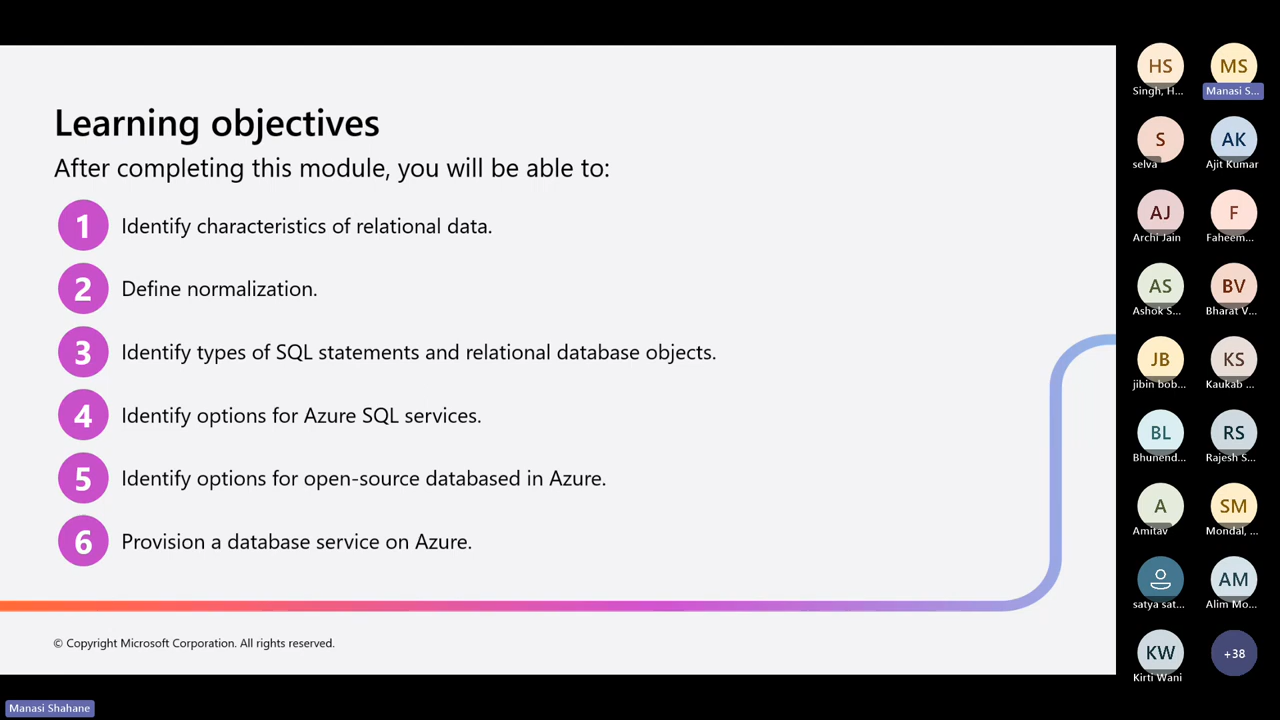 Learning objectives
After completing this module, you will be able to:
1 Identify characteristics of relational data.
2 Define normalization.
3 Identify types of SQL statements and relational database objects.
4 Identify options for Azure SQL services.
5 Identify options for open-source databased in Azure.
6 Provision a database service on Azure.
© Copyright Microsoft Corporation. All rights reserved.
Manasi Shahane
HS MS
Singh, H... Manasi S...
S AK
selva Ajit Kumar
AJ F
Archi Jain Faheem...
AS BV
Ashok S... Bharat V...
JB KS
jibin bob... Kaukab ...
BL RS
Bhunend... Rajesh S...
A SM
Amitav Mondal, ...
AM
satya sat... Alim Mo...
KW +38
Kirti Wani